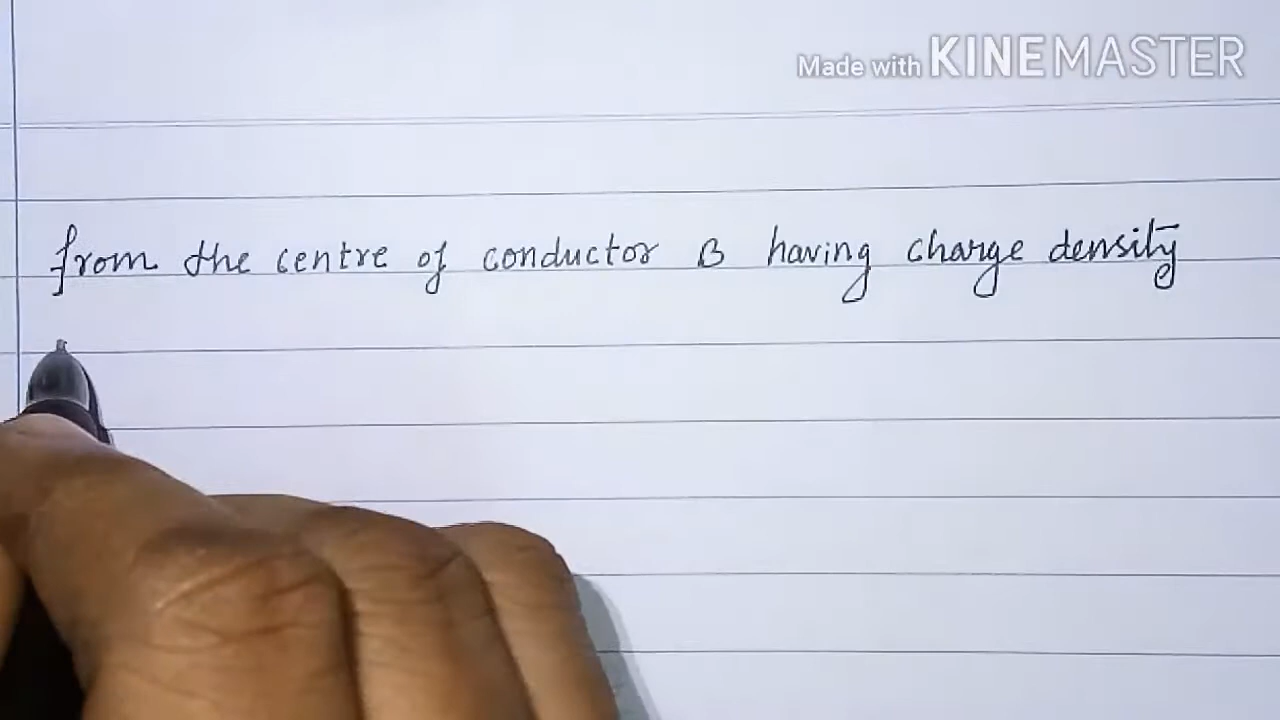 Made with KINEMASTER
from the centre of conductor B having charge density